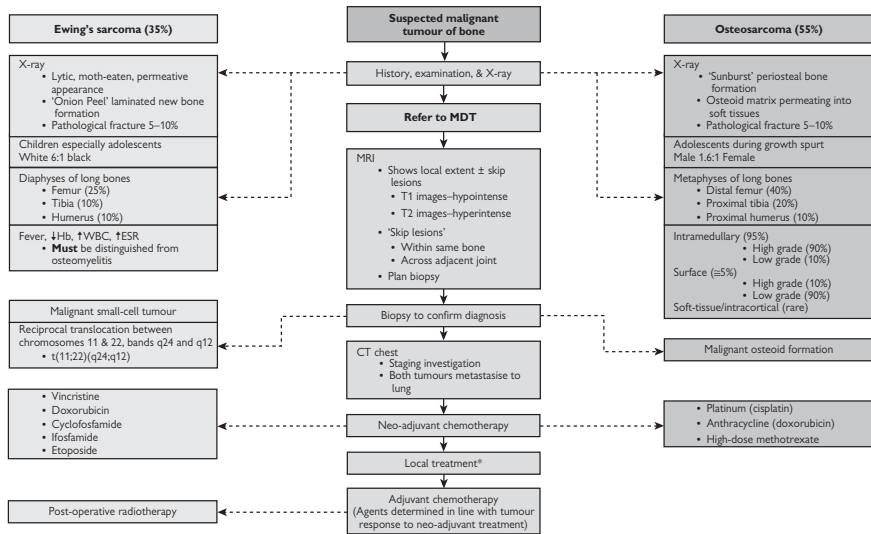 Ewing's sarcoma (35%)
X-ray
• Lytic, moth-eaten, permeative
appearance
• 'Onion Peel' laminated new bone
formation
• Pathological fracture 5–10%
Children especially adolescents
White 6:1 black
Diaphyses of long bones
• Femur (25%)
• Tibia (10%)
• Humerus (10%)
Fever, ↓Hb, ↑WBC, ↑ESR
• Must be distinguished from
osteomyelitis
Malignant small-cell tumour
Reciprocal translocation between
chromosomes 11 & 22, bands q24 and q12
• t(11;22)(q24;q12)
• Vincristine
• Doxorubicin
• Cyclofosfamide
• Ifosfamide
• Etoposide
Post-operative radiotherapy
Suspected malignant
tumour of bone
History, examination, & X-ray
Refer to MDT
MRI
• Shows local extent ± skip
lesions
• T1 images–hypointense
• T2 images–hyperintense
• 'Skip lesions'
• Within same bone
• Across adjacent joint
• Plan biopsy
Biopsy to confirm diagnosis
CT chest
• Staging investigation
• Both tumours metastasise to
lung
Neo-adjuvant chemotherapy
Local treatment*
Adjuvant chemotherapy
(Agents determined in line with tumour
response to neo-adjuvant treatment)
Osteosarcoma (55%)
X-ray
• 'Sunburst' periosteal bone
formation
• Osteoid matrix permeating into
soft tissues
• Pathological fracture 5–10%
Adolescents during growth spurt
Male 1.6:1 Female
Metaphyses of long bones
• Distal femur (40%)
• Proximal tibia (20%)
• Proximal humerus (10%)
Intramedullary (95%)
• High grade (90%)
• Low grade (10%)
Surface (≅5%)
• High grade (10%)
• Low grade (90%)
Soft-tissue/intracortical (rare)
Malignant osteoid formation
• Platinum (cisplatin)
• Anthracycline (doxorubicin)
• High-dose methotrexate